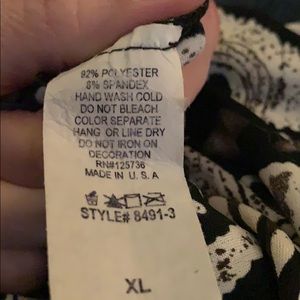 92% POLYESTER
8% SPANDEX
HAND WASH COLD
DO NOT BLEACH
COLOR SEPARATE
HANG OR LINE DRY
DO NOT IRON ON
DECORATION
RN#125736
MADE IN U. S. A
STYLE# 8491-3
XL